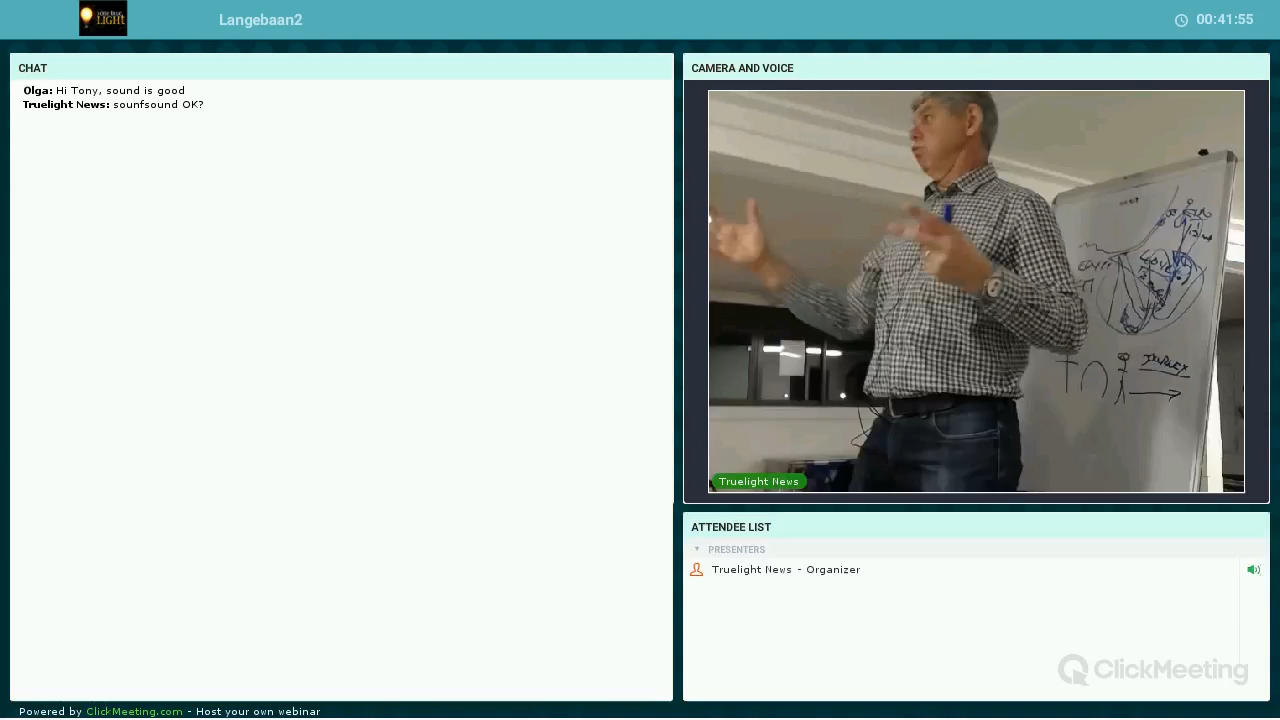 LIGHT
Langebaan2
00:41:55
CHAT
Olga: Hi Tony, sound is good
Truelight News: sounfsound OK?
CAMERA AND VOICE
Truelight News
ATTENDEE LIST
PRESENTERS
Truelight News - Organizer
ClickMeeting
Powered by ClickMeeting.com - Host your own webinar